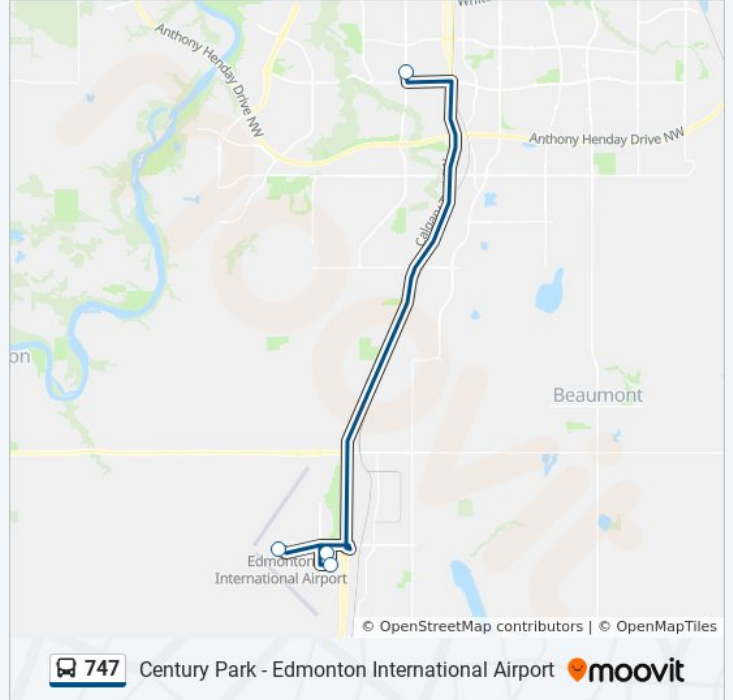 Anthony Henday Drive NW
Anthony Henday Drive NW
Calgary T
on
Beaumont
Edmonton
International Airport
© OpenStreetMap contributors | © OpenMapTiles
747 Century Park - Edmonton International Airport moovit